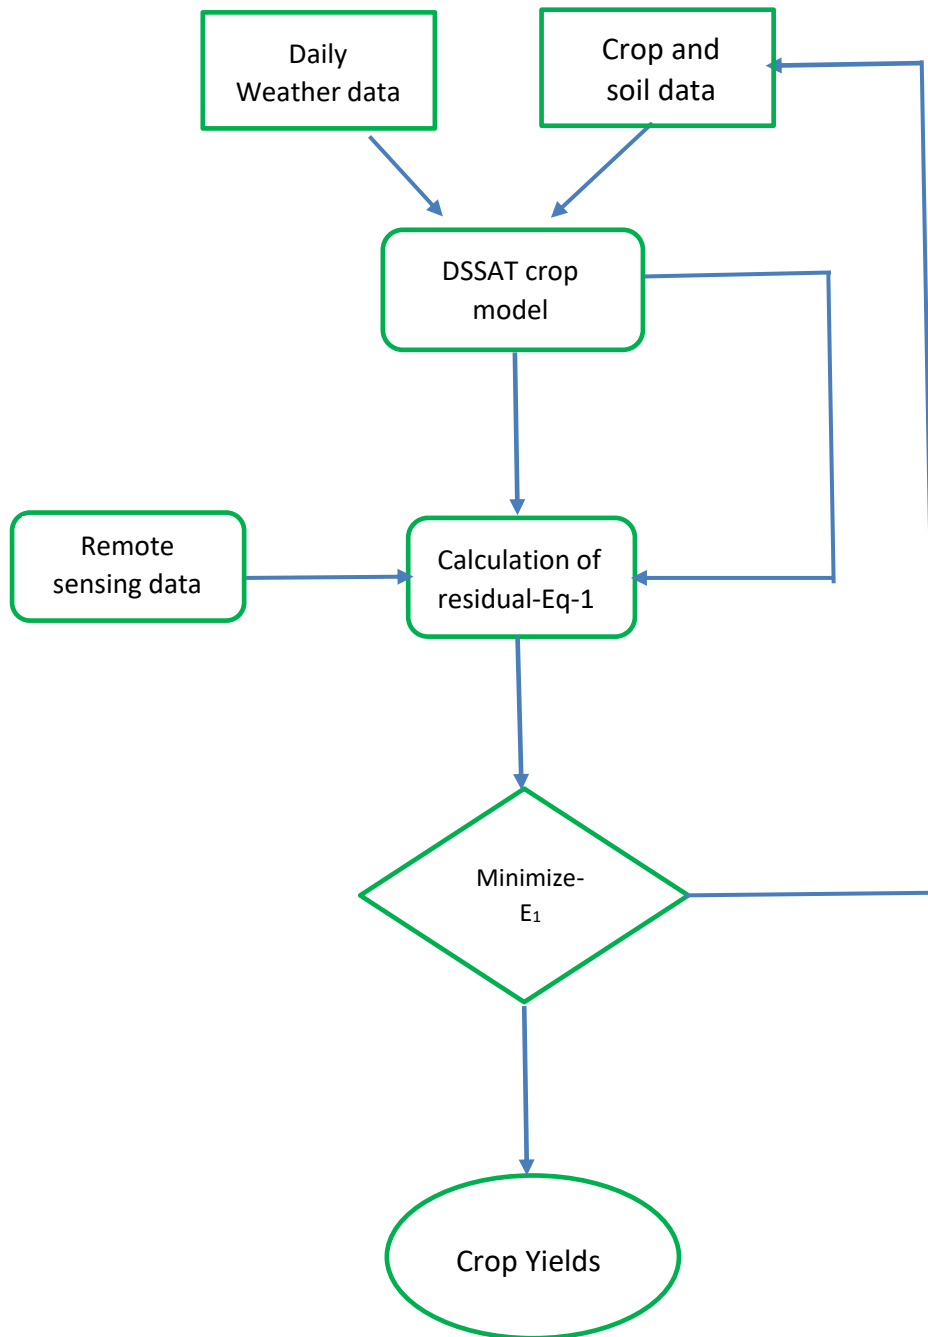 Daily
Weather data
Crop and
soil data
DSSAT crop
model
Remote
sensing data
Calculation of
residual-Eq-1
Minimize-
E₁
Crop Yields